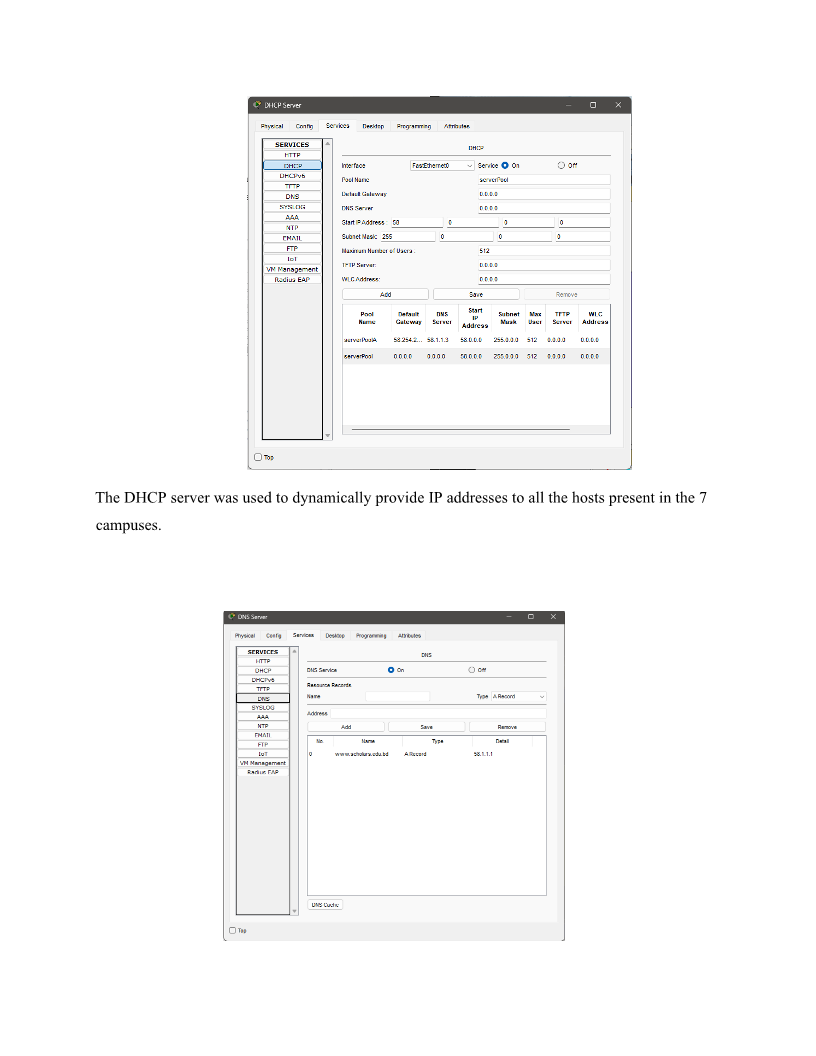 DHCP Server
Physical Config Services Desktop Programming Attributes
SERVICES
HTTP
DHCP
DHCPv6
TFTP
DNS
SYSLOG
AAA
NTP
EMAIL
FTP
IoT
VM Management
Radius EAP
DHCP
Interface FastEthernet0 Service On Off
Pool Name serverPool
Default Gateway 0.0.0.0
DNS Server 0.0.0.0
Start IP Address : 58 0 0 0
Subnet Mask: 255 0 0 0
Maximum Number of Users : 512
TFTP Server: 0.0.0.0
WLC Address: 0.0.0.0
Add Save Remove
Pool Name Default Gateway DNS Server Start IP Address Subnet Mask Max User TFTP Server WLC Address
serverPoolA 58.254.2... 58.1.1.3 58.0.0.0 255.0.0.0 512 0.0.0.0 0.0.0.0
serverPool 0.0.0.0 0.0.0.0 58.0.0.0 255.0.0.0 512 0.0.0.0 0.0.0.0
Top
The DHCP server was used to dynamically provide IP addresses to all the hosts present in the 7
campuses.
DNS Server
Physical Config Services Desktop Programming Attributes
SERVICES
HTTP
DHCP
DHCPv6
TFTP
DNS
SYSLOG
AAA
NTP
EMAIL
FTP
IoT
VM Management
Radius EAP
DNS
DNS Service On Off
Resource Records
Name Type A Record
Address
Add Save Remove
No. Name Type Detail
0 www.scholars.edu.bd A Record 58.1.1.1
DNS Cache
Top